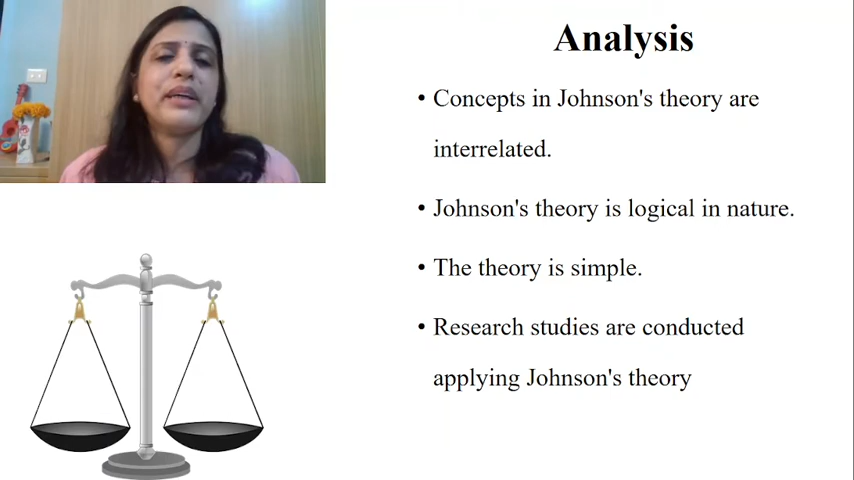 Analysis
• Concepts in Johnson's theory are
interrelated.
• Johnson's theory is logical in nature.
• The theory is simple.
• Research studies are conducted
applying Johnson's theory